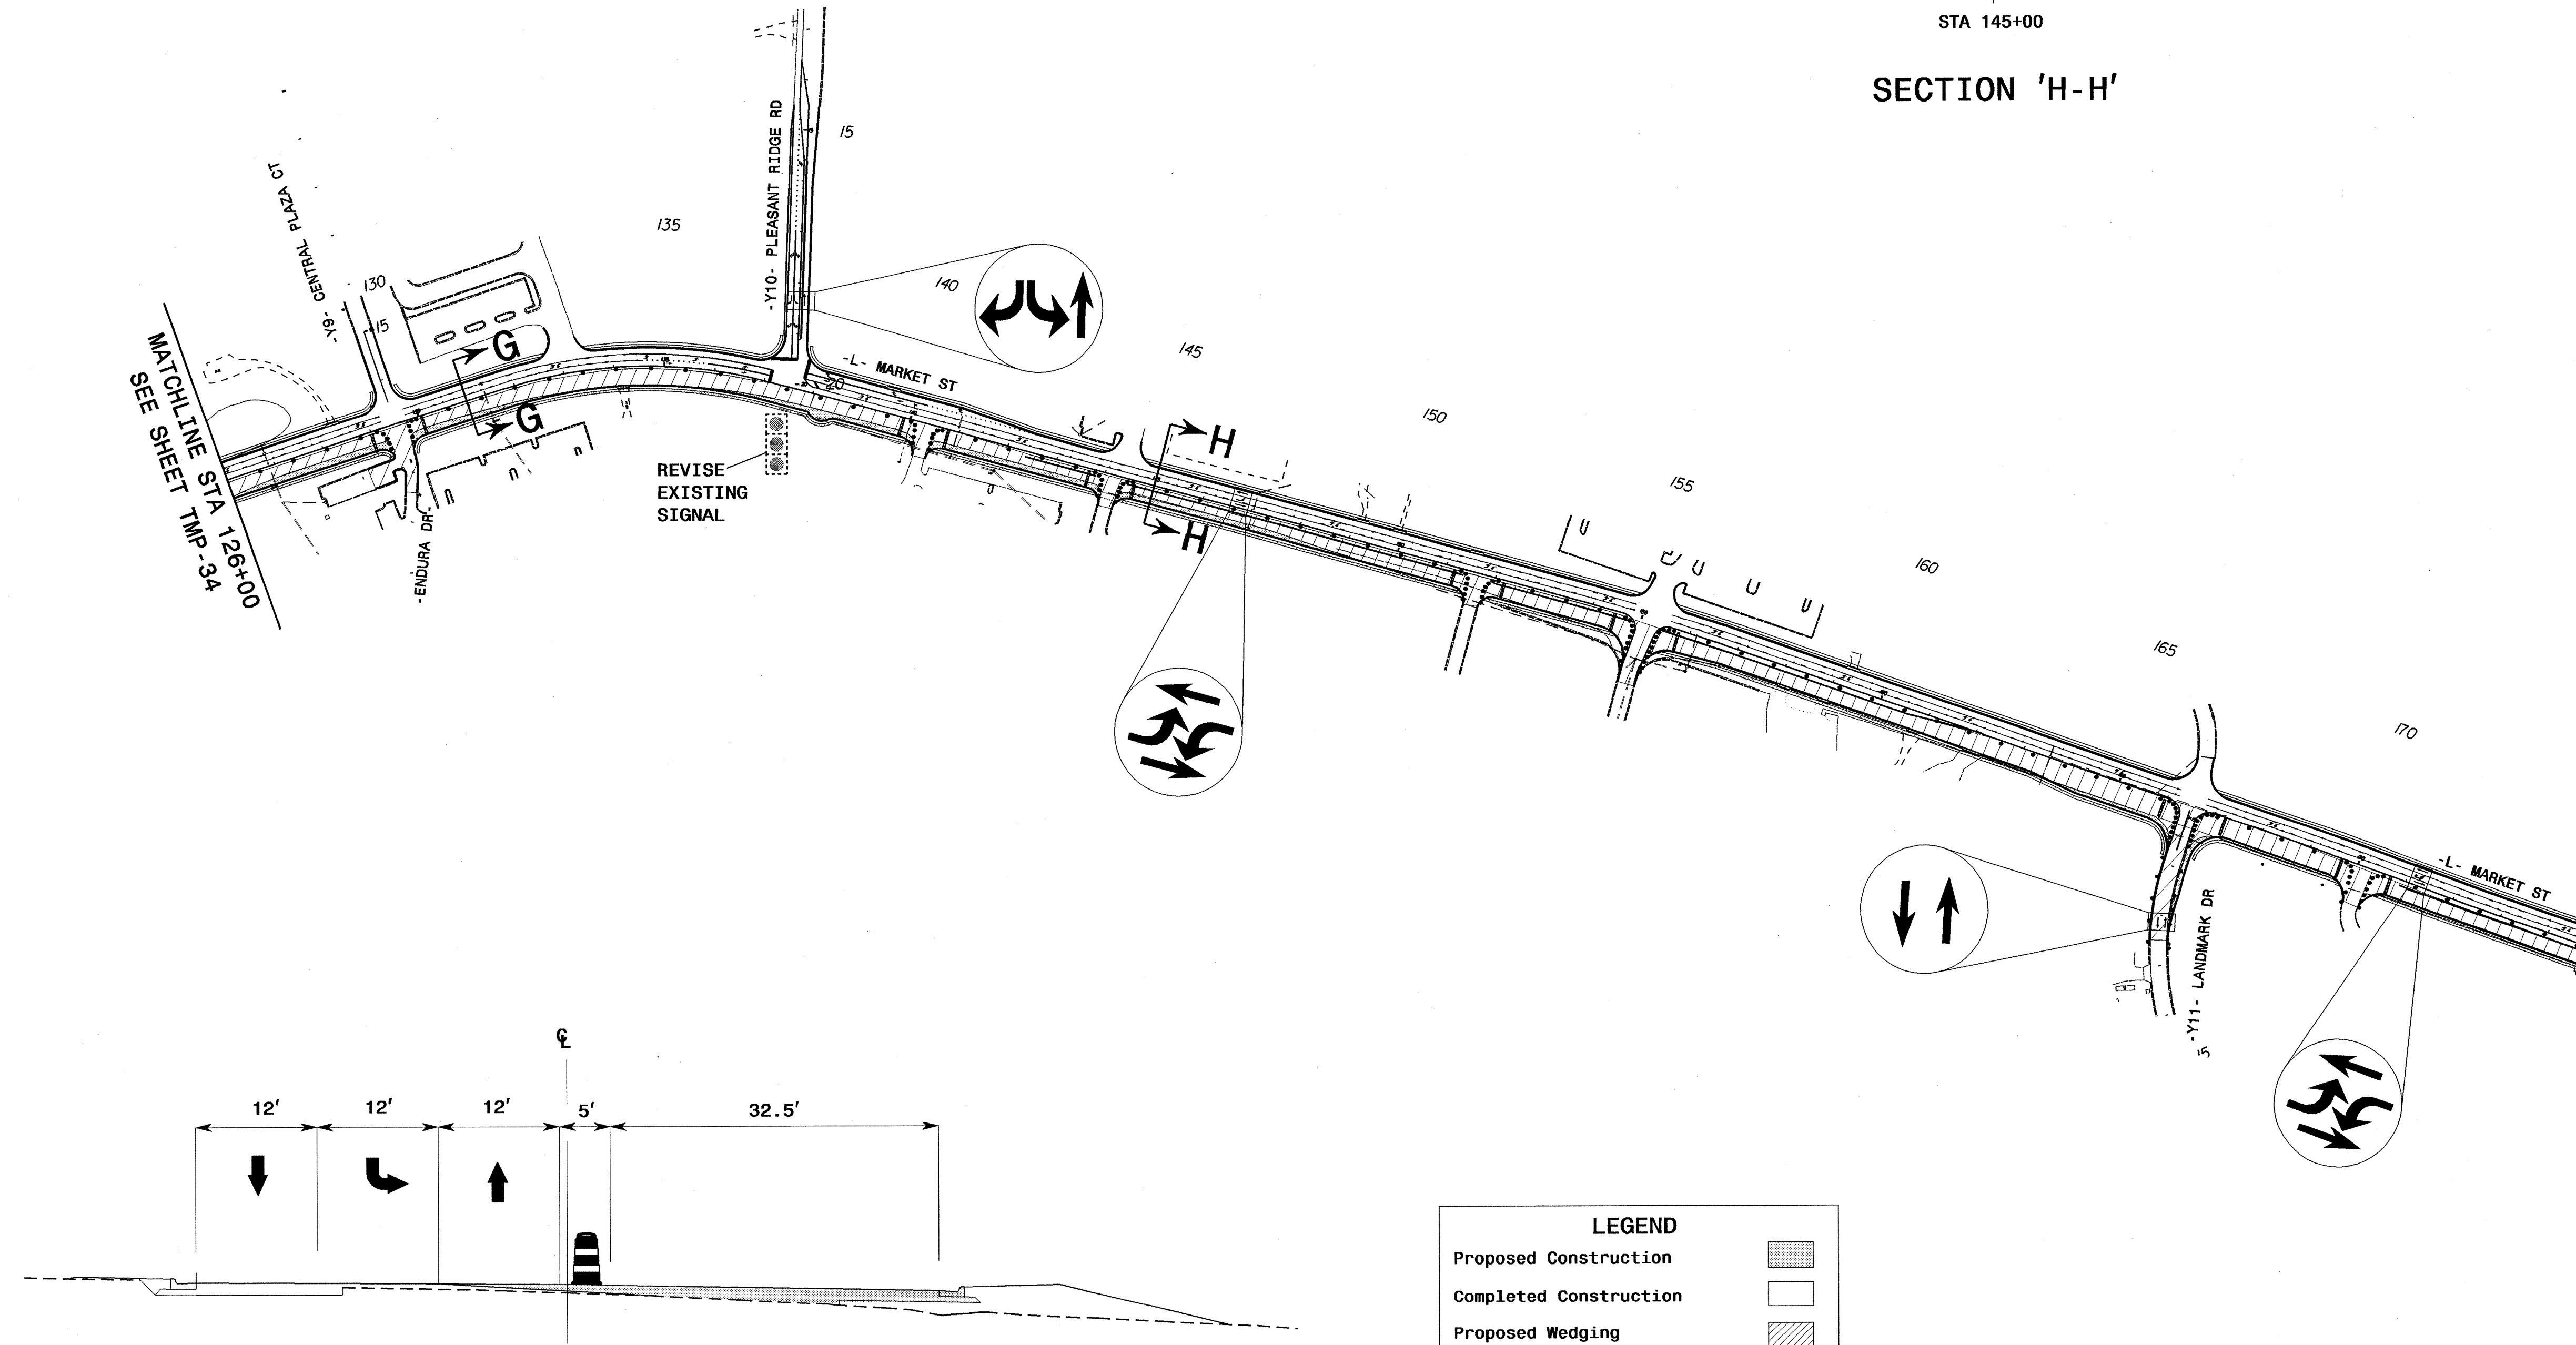 STA 145+00
SECTION 'H-H'
-Y9- CENTRAL PLAZA CT
-Y10- PLEASANT RIDGE RD
15
135
130
15
140
G
G
MATCHLINE STA 126+00
SEE SHEET TMP-34
-L- MARKET ST
20
145
150
H
H
REVISE
EXISTING
SIGNAL
-ENDURA DR-
155
160
165
170
-L- MARKET ST
-Y11- LANDMARK DR
15
CL
12'
12'
12'
5'
32.5'
LEGEND
Proposed Construction
Completed Construction
Proposed Wedging